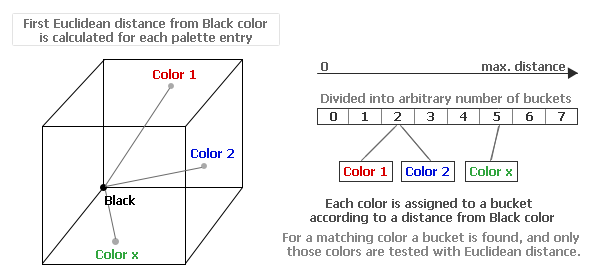 First Euclidean distance from Black color
is calculated for each palette entry
Color 1
Color 2
Black
Color x
0 max. distance
Divided into arbitrary number of buckets
0 1 2 3 4 5 6 7
Color 1 Color 2 Color x
Each color is assigned to a bucket
according to a distance from Black color
For a matching color a bucket is found, and only
those colors are tested with Euclidean distance.